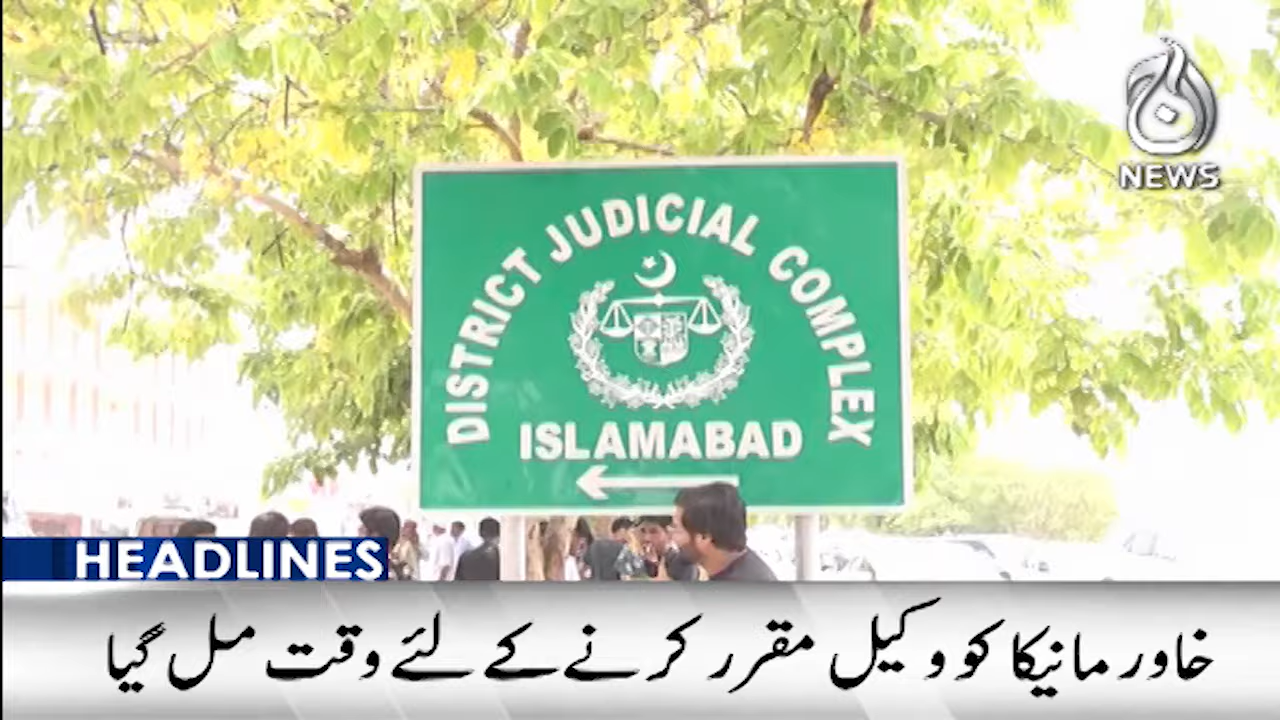 NEWS
DISTRICT JUDICIAL COMPLEX
ISLAMABAD
HEADLINES
خاور مانیکا کو وکیل مقرر کرنے کے لئے وقت مل گیا